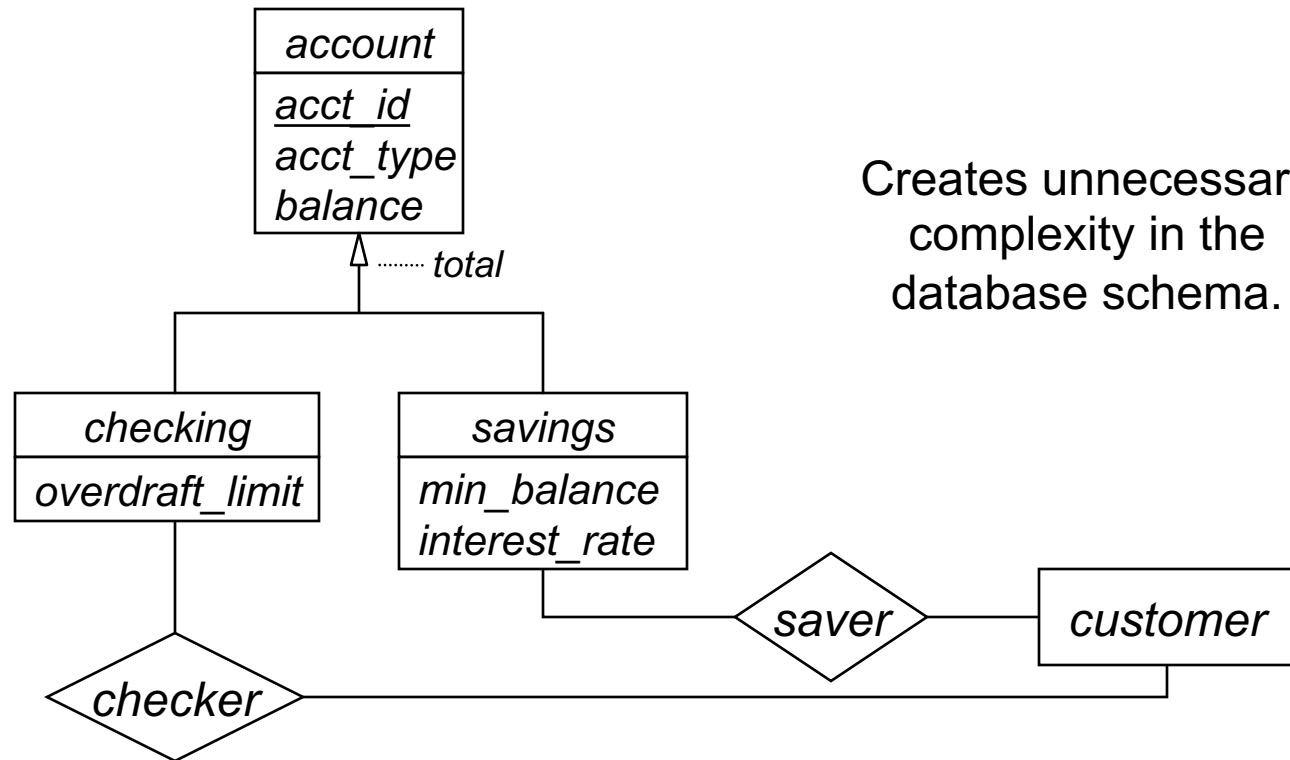 account
acct_id
acct_type
balance
total
Creates unnecessar
complexity in the
database schema.
checking
overdraft_limit
savings
min_balance
interest_rate
saver
customer
checker